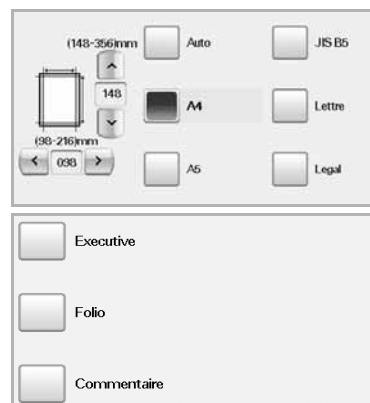 (148-356)mm Auto JIS B5
148 A4 Lettre
(98-216)mm
098 A5 Legal
Executive
Folio
Commentaire